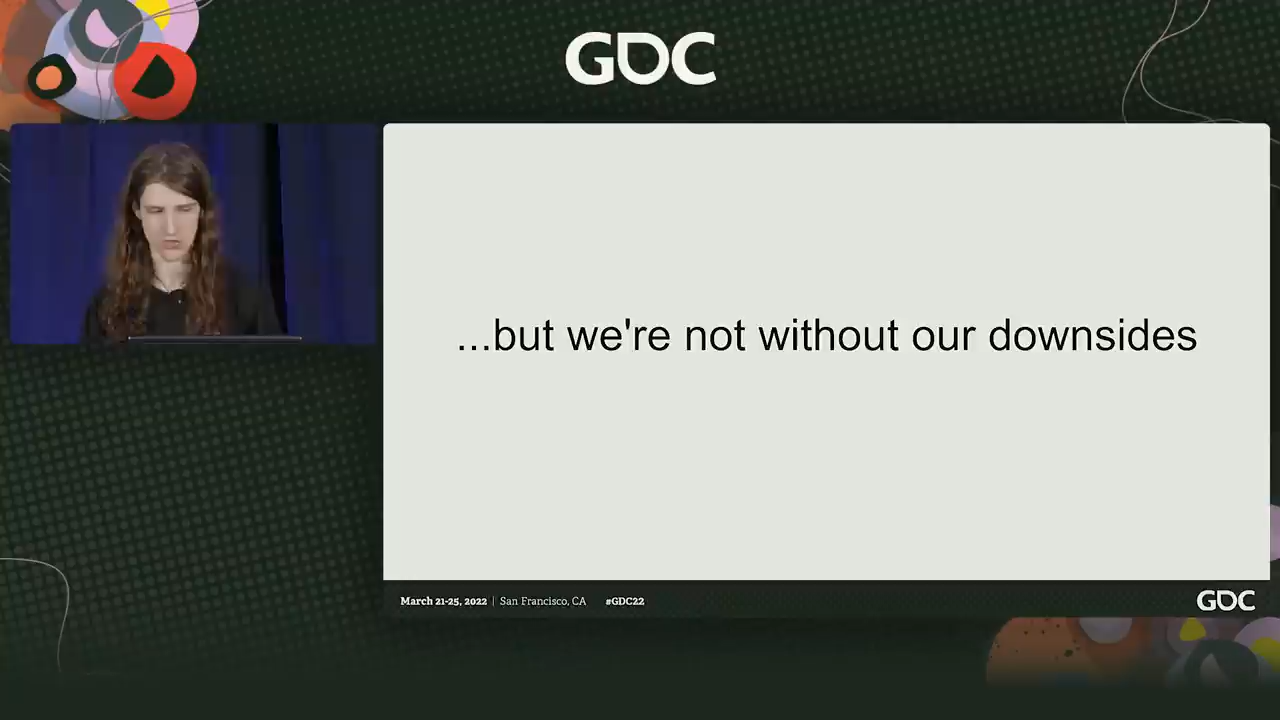 GDC
...but we're not without our downsides
March 21-25, 2022 | San Francisco, CA #GDC22
GDC